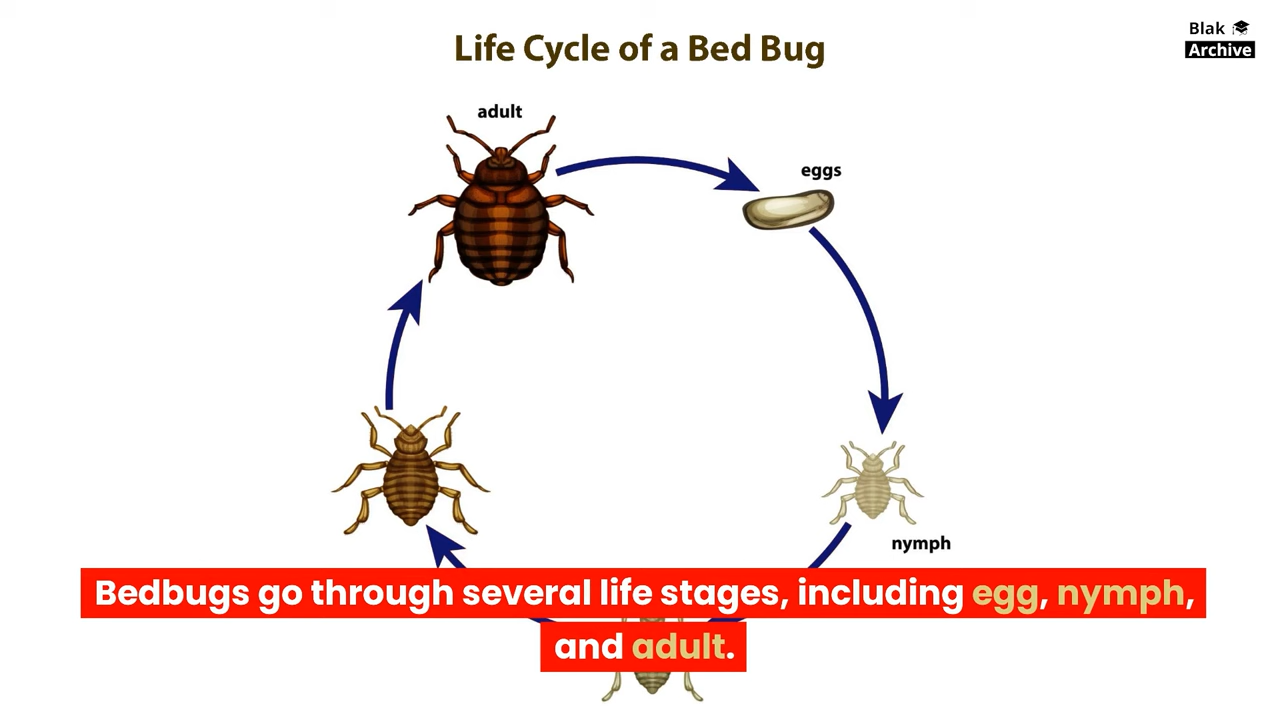 Life Cycle of a Bed Bug
Blak
Archive
adult
eggs
nymph
Bedbugs go through several life stages, including egg, nymph,
and adult.